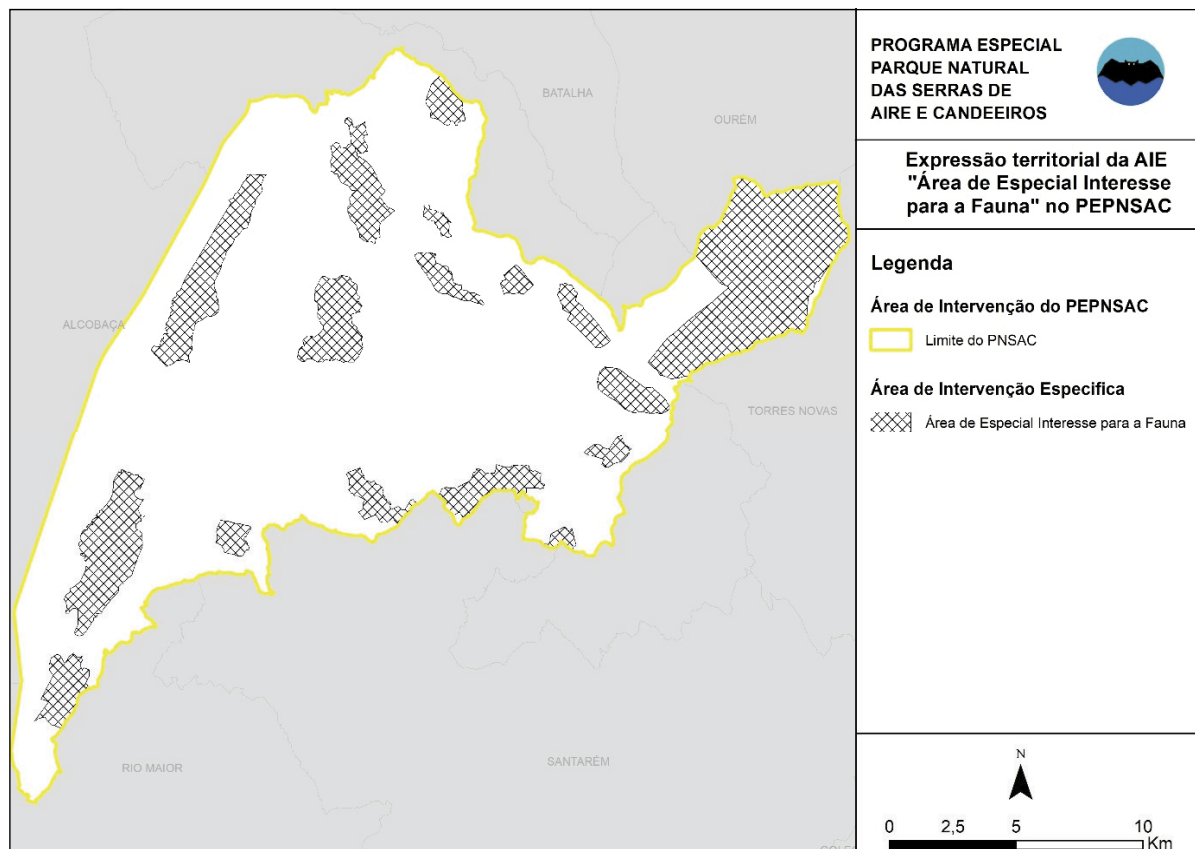 PROGRAMA ESPECIAL
PARQUE NATURAL
DAS SERRAS DE
AIRE E CANDEEIROS
Expressão territorial da AIE
"Área de Especial Interesse
para a Fauna" no PEPNSAC
Legenda
Área de Intervenção do PEPNSAC
Limite do PNSAC
Área de Intervenção Especifica
Área de Especial Interesse para a Fauna
BATALHA
OURÉM
ALCOBAÇA
TORRES NOVAS
RIO MAIOR
SANTARÉM
N
0 2,5 5 10
Km